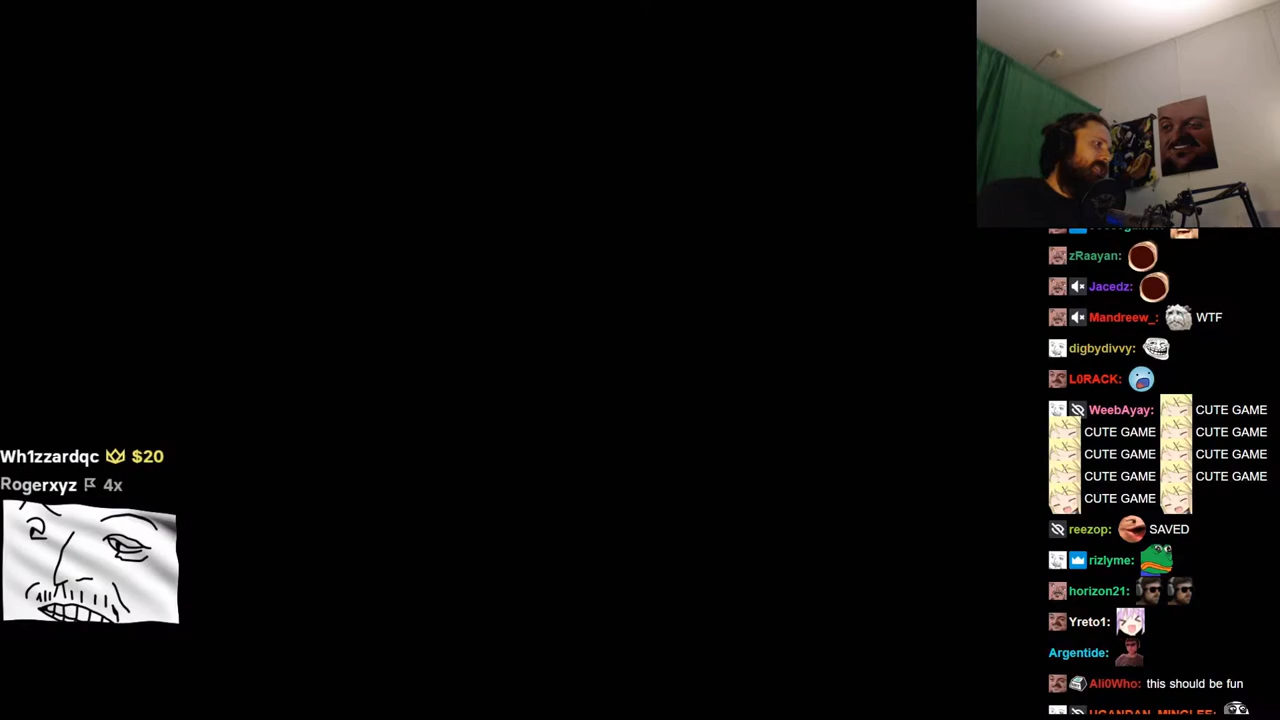 Wh1zzardqc $20
Rogerxyz 4x
zRaayan:
Jacedz:
Mandreew_: WTF
digbydivvy:
L0RACK:
WeebAyay: CUTE GAME
CUTE GAME CUTE GAME
CUTE GAME CUTE GAME
CUTE GAME CUTE GAME
CUTE GAME
reezop: SAVED
rizlyme:
horizon21:
Yreto1:
Argentide:
Ali0Who: this should be fun